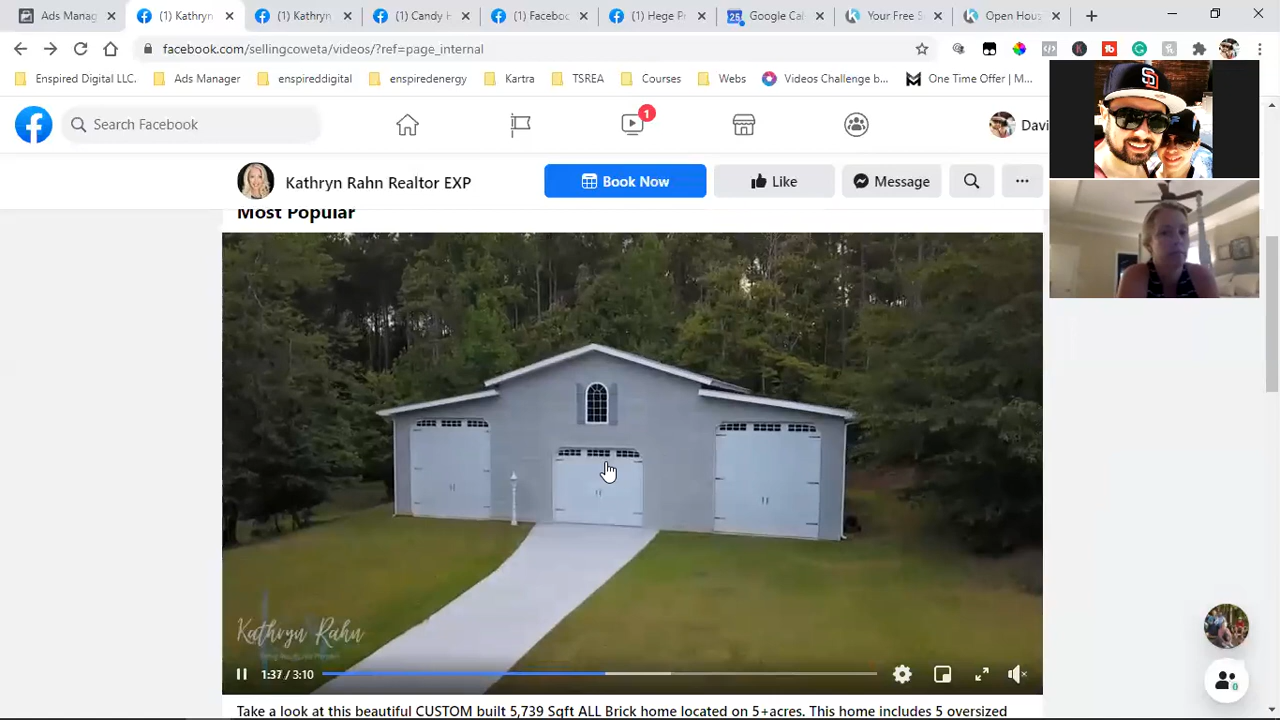 Ads Manag
(1) Kathryn
(1) Kathryn
(1) Candy H
(1) Faceboo
(1) Hege Pr
25
Google Cal
Your Free S
Open Hous
facebook.com/sellingcoweta/videos/?ref=page_internal
Enspired Digital LLC.
Ads Manager
enspireddigital
enspiredrealtor
Kartra
TSREA
Courses
Webs
Videos Challenge b...
One Time Offer | M...
Search Facebook
1
Davi
Kathryn Rahn Realtor EXP
Book Now
Like
Message
Most Popular
Kathryn Rahn
1:37 / 3:10
0
Take a look at this beautiful CUSTOM built 5,739 Sqft ALL Brick home located on 5+acres. This home includes 5 oversized